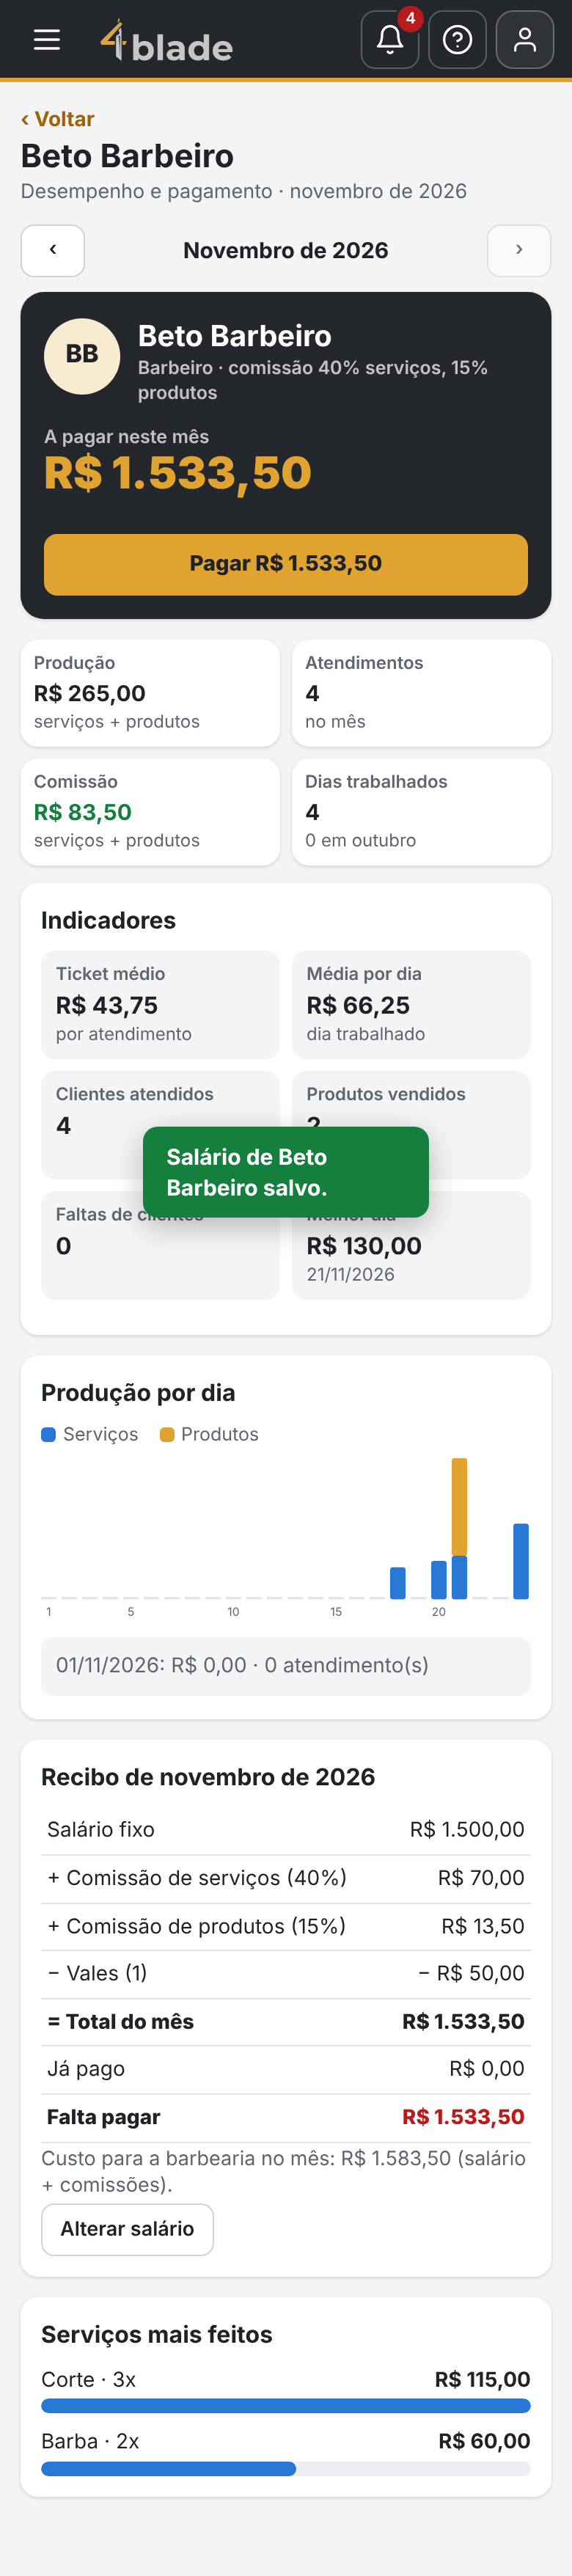 4blade
4
‹ Voltar
Beto Barbeiro
Desempenho e pagamento · novembro de 2026
‹ Novembro de 2026 ›
BB
Beto Barbeiro
Barbeiro · comissão 40% serviços, 15%
produtos
A pagar neste mês
R$ 1.533,50
Pagar R$ 1.533,50
Produção
R$ 265,00
serviços + produtos
Atendimentos
4
no mês
Comissão
R$ 83,50
serviços + produtos
Dias trabalhados
4
0 em outubro
Indicadores
Ticket médio
R$ 43,75
por atendimento
Média por dia
R$ 66,25
dia trabalhado
Clientes atendidos
4
Produtos vendidos
2
Salário de Beto
Barbeiro salvo.
Faltas de clientes
0
Melhor dia
R$ 130,00
21/11/2026
Produção por dia
Serviços Produtos
1 5 10 15 20
01/11/2026: R$ 0,00 · 0 atendimento(s)
Recibo de novembro de 2026
Salário fixo R$ 1.500,00
+ Comissão de serviços (40%) R$ 70,00
+ Comissão de produtos (15%) R$ 13,50
− Vales (1) − R$ 50,00
= Total do mês R$ 1.533,50
Já pago R$ 0,00
Falta pagar R$ 1.533,50
Custo para a barbearia no mês: R$ 1.583,50 (salário
+ comissões).
Alterar salário
Serviços mais feitos
Corte · 3x R$ 115,00
Barba · 2x R$ 60,00